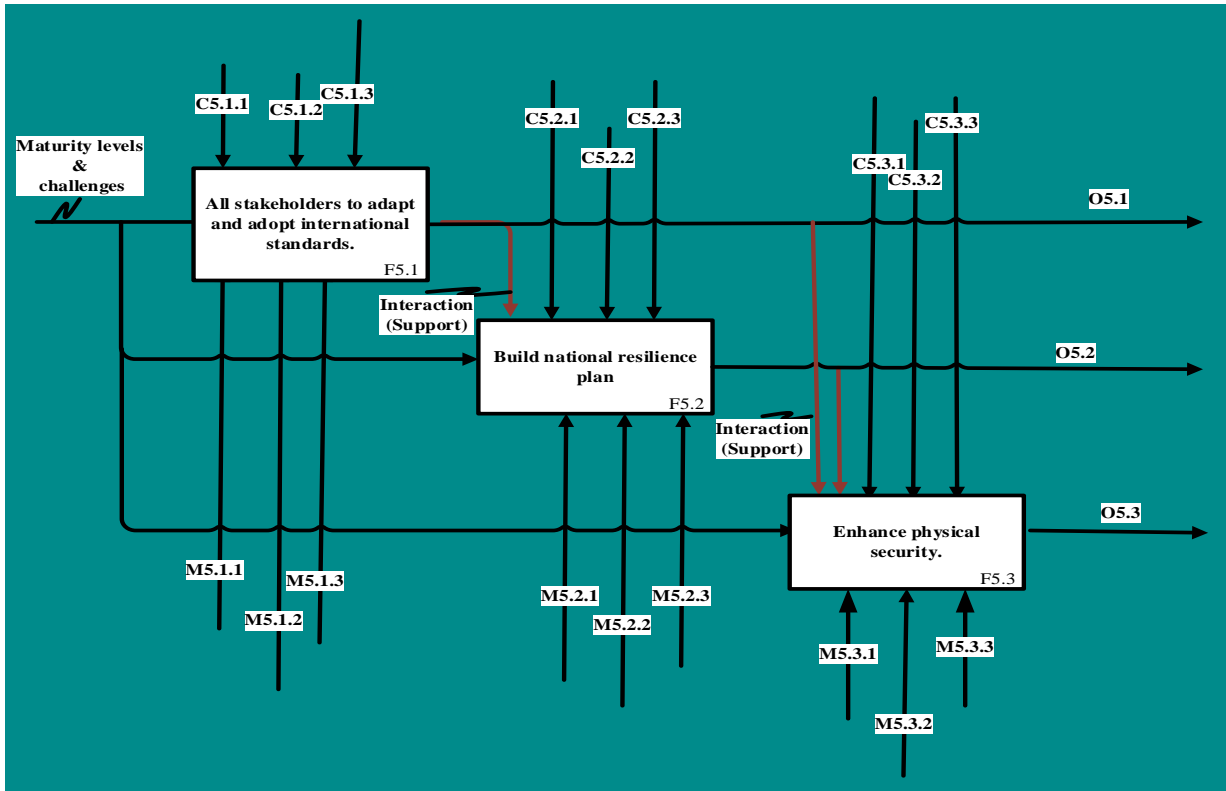 C5.1.1
C5.1.2
C5.1.3
C5.2.1
C5.2.2
C5.2.3
C5.3.1
C5.3.2
C5.3.3
Maturity levels
&
challenges
All stakeholders to adapt
and adopt international
standards.
F5.1
O5.1
Interaction
(Support)
Build national resilience
plan
F5.2
O5.2
Interaction
(Support)
Enhance physical
security.
F5.3
O5.3
M5.1.1
M5.1.2
M5.1.3
M5.2.1
M5.2.2
M5.2.3
M5.3.1
M5.3.2
M5.3.3